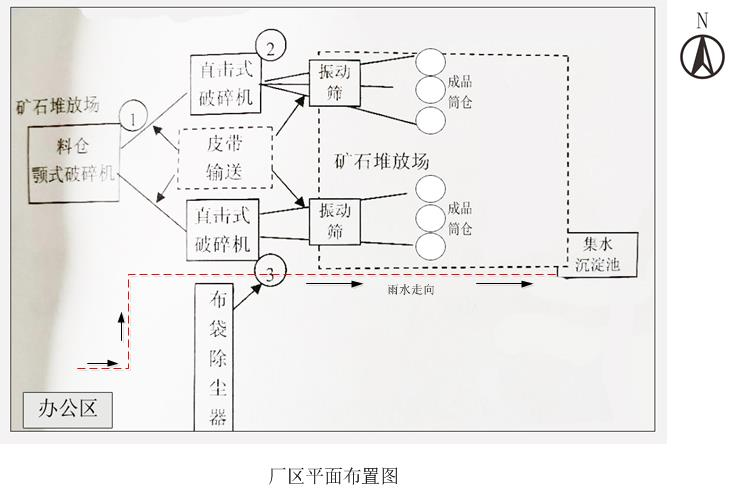 N
②
直击式
破碎机
振动
筛
成品
筒仓
矿石堆放场
①
料仓
颚式破碎机
皮带
输送
矿石堆放场
直击式
破碎机
振动
筛
成品
筒仓
集水
沉淀池
③
雨水走向
布
袋
除
尘
器
办公区
厂区平面布置图